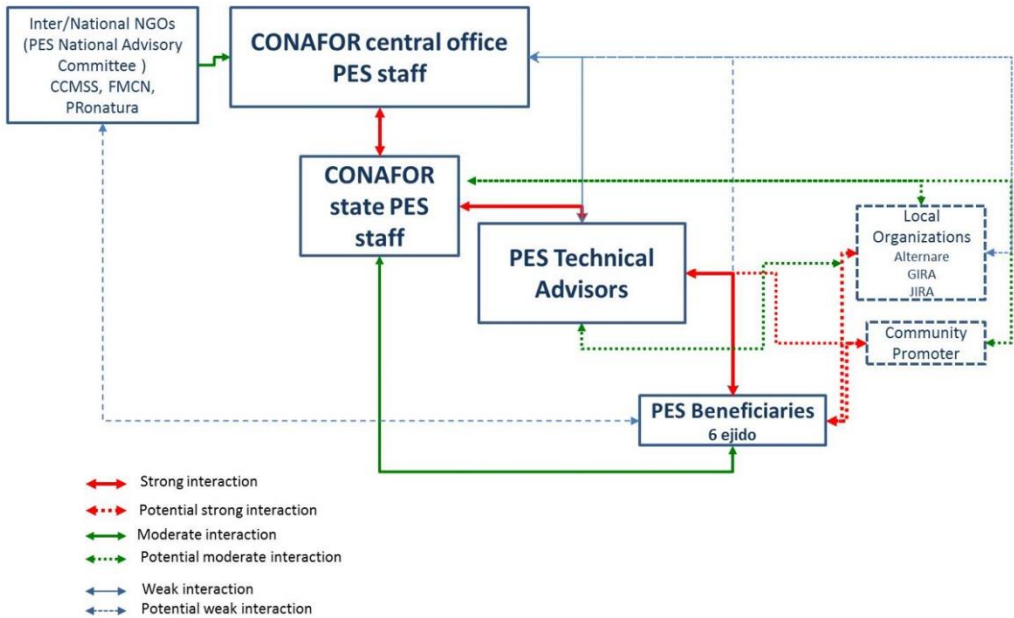 Inter/National NGOs
(PES National Advisory
Committee )
CCMSS, FMCN,
PRonatura
CONAFOR central office
PES staff
CONAFOR
state PES
staff
PES Technical
Advisors
Local
Organizations
Alternare
GIRA
JIRA
Community
Promoter
PES Beneficiaries
6 ejido
Strong interaction
Potential strong interaction
Moderate interaction
Potential moderate interaction
Weak interaction
Potential weak interaction